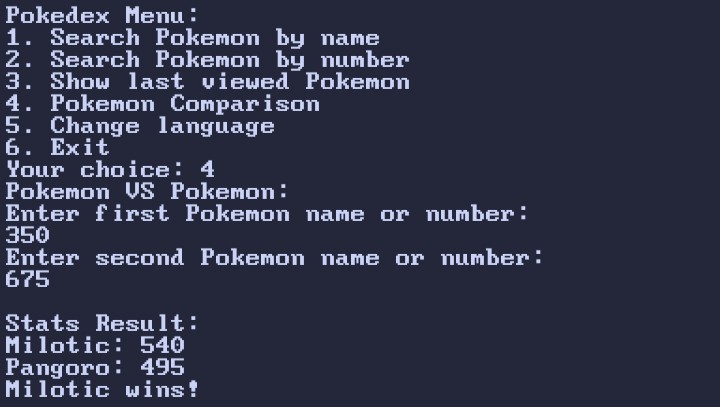 Pokedex Menu:
1. Search Pokemon by name
2. Search Pokemon by number
3. Show last viewed Pokemon
4. Pokemon Comparison
5. Change language
6. Exit
Your choice: 4
Pokemon VS Pokemon:
Enter first Pokemon name or number:
350
Enter second Pokemon name or number:
675
Stats Result:
Milotic: 540
Pangoro: 495
Milotic wins!